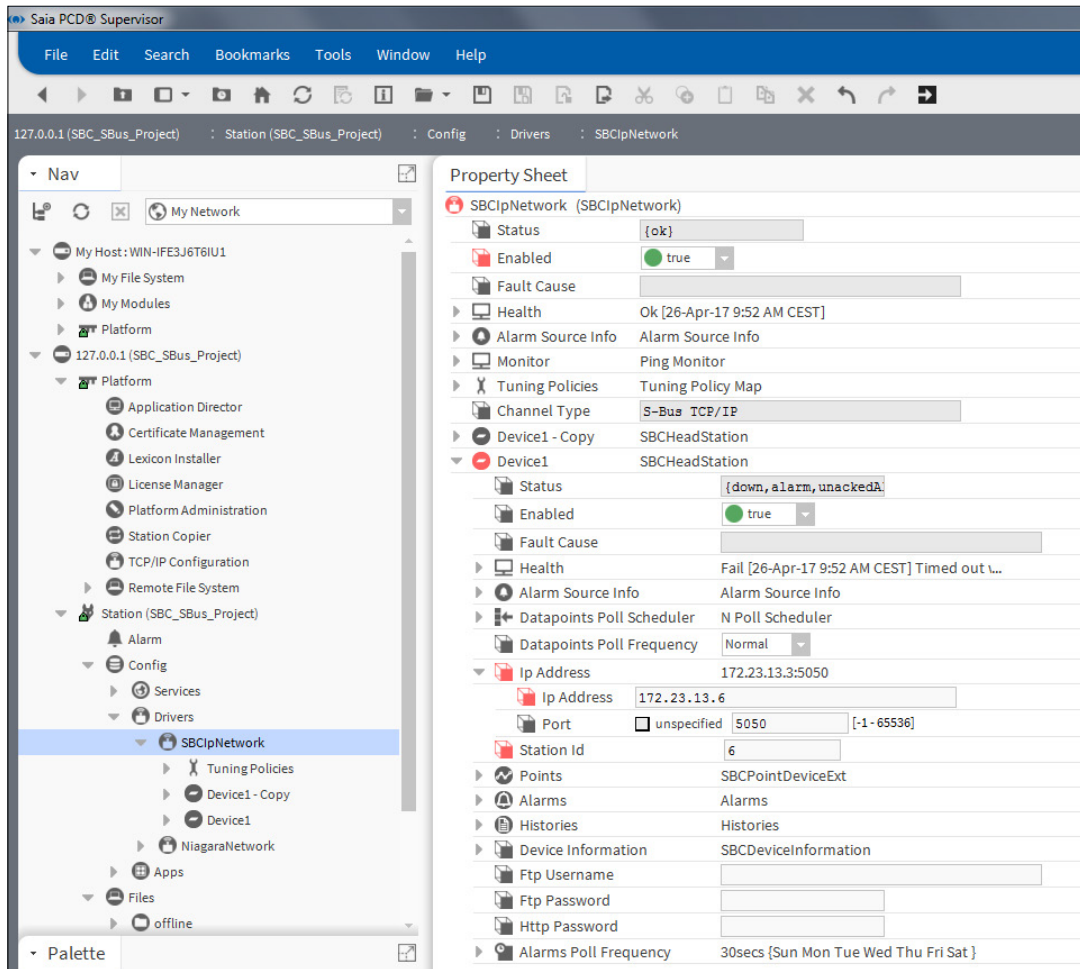 Saia PCD® Supervisor
File Edit Search Bookmarks Tools Window Help
127.0.0.1 (SBC_SBus_Project) : Station (SBC_SBus_Project) : Config : Drivers : SBCIpNetwork
Nav
My Network
My Host : WIN-IFE3J6T6IU1
My File System
My Modules
Platform
127.0.0.1 (SBC_SBus_Project)
Platform
Application Director
Certificate Management
Lexicon Installer
License Manager
Platform Administration
Station Copier
TCP/IP Configuration
Remote File System
Station (SBC_SBus_Project)
Alarm
Config
Services
Drivers
SBCIpNetwork
Tuning Policies
Device1 - Copy
Device1
NiagaraNetwork
Apps
Files
offline
Palette
Property Sheet
SBCIpNetwork (SBCIpNetwork)
Status {ok}
Enabled true
Fault Cause
Health Ok [26-Apr-17 9:52 AM CEST]
Alarm Source Info Alarm Source Info
Monitor Ping Monitor
Tuning Policies Tuning Policy Map
Channel Type S-Bus TCP/IP
Device1 - Copy SBCHeadStation
Device1 SBCHeadStation
Status {down,alarm,unackedA
Enabled true
Fault Cause
Health Fail [26-Apr-17 9:52 AM CEST] Timed out \...
Alarm Source Info Alarm Source Info
Datapoints Poll Scheduler N Poll Scheduler
Datapoints Poll Frequency Normal
Ip Address 172.23.13.3:5050
Ip Address 172.23.13.6
Port unspecified 5050 [-1 - 65536]
Station Id 6
Points SBCPointDeviceExt
Alarms Alarms
Histories Histories
Device Information SBCDeviceInformation
Ftp Username
Ftp Password
Http Password
Alarms Poll Frequency 30secs {Sun Mon Tue Wed Thu Fri Sat }